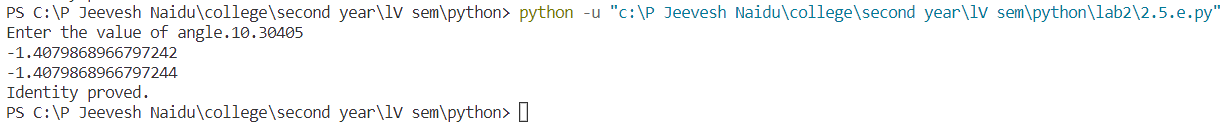 PS C:\P Jeevesh Naidu\college\second year\lV sem\python> python -u "c:\P Jeevesh Naidu\college\second year\lV sem\python\lab2\2.5.e.py"
Enter the value of angle.10.30405
-1.4079868966797242
-1.4079868966797244
Identity proved.
PS C:\P Jeevesh Naidu\college\second year\lV sem\python>